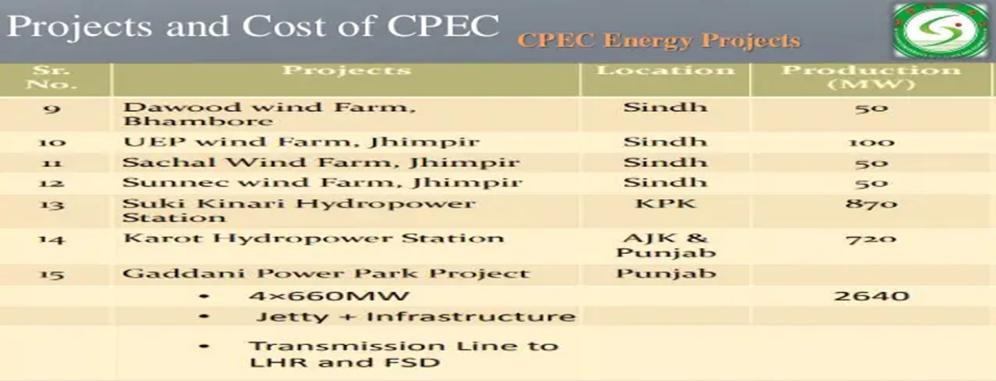 Projects and Cost of CPEC
CPEC Energy Projects
Sr. No. Projects Location Production (MW)
9 Dawood wind Farm, Bhambore Sindh 50
10 UEP wind Farm, Jhimpir Sindh 100
11 Sachal Wind Farm, Jhimpir Sindh 50
12 Sunnec wind Farm, Jhimpir Sindh 50
13 Suki Kinari Hydropower Station KPK 870
14 Karot Hydropower Station AJK & Punjab 720
15 Gaddani Power Park Project Punjab
• 4×660MW 2640
• Jetty + Infrastructure
• Transmission Line to
LHR and FSD